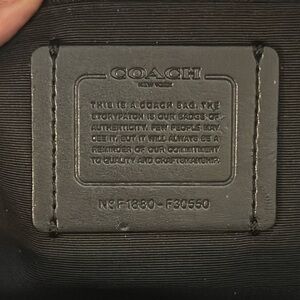 COACH
NEW YORK
THIS IS A COACH BAG. THE
STORYPATCH IS OUR BADGE OF
AUTHENTICITY. FEW PEOPLE MAY
SEE IT, BUT IT WILL ALWAYS BE A
REMINDER OF OUR COMMITMENT
TO QUALITY AND CRAFTSMANSHIP.
F1880-F30550